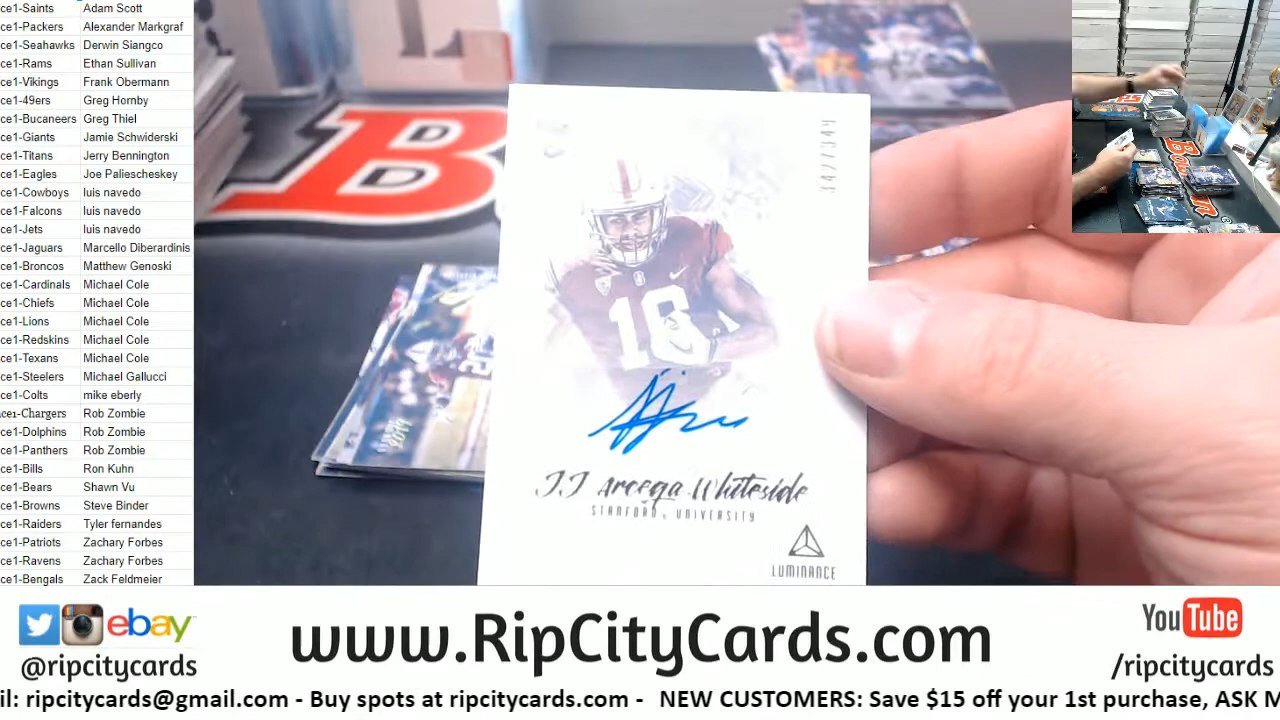 ce1-Saints Adam Scott
ce1-Packers Alexander Markgraf
ce1-Seahawks Derwin Siangco
ce1-Rams Ethan Sullivan
ce1-Vikings Frank Obermann
ce1-49ers Greg Hornby
ce1-Bucaneers Greg Thiel
ce1-Giants Jamie Sciswiderski
ce1-Titans Jerry Bennington
ce1-Eagles Joe Palencheskey
ce1-Cowboys luis navedo
ce1-Falcons luis navedo
ce1-Jets luis navedo
ce1-Jaguars Marcello Diberardinis
ce1-Broncos Matthew Genoski
ce1-Cardinals Michael Cole
ce1-Chiefs Michael Cole
ce1-Lions Michael Cole
ce1-Redskins Michael Cole
ce1-Texans Michael Cole
ce1-Steelers Michael Gallucci
ce1-Colts mike eberly
ce1-Chargers Rob Zombie
ce1-Dolphins Rob Zombie
ce1-Panthers Rob Zombie
ce1-Bills Ron Kuhn
ce1-Bears Shawn Vu
ce1-Browns Steve Binder
ce1-Raiders Tyler fernandes
ce1-Patriots Zachary Forbes
ce1-Ravens Zachary Forbes
ce1-Bengals Zack Feldmeier
B
S
19
JJ Arcega-Whiteside
STANFORD UNIVERSITY
LUMINANCE
ebay
@ripcitycards
www.RipCityCards.com
YouTube
/ripcitycards
il: ripcitycards@gmail.com - Buy spots at ripcitycards.com - NEW CUSTOMERS: Save $15 off your 1st purchase, ASK M